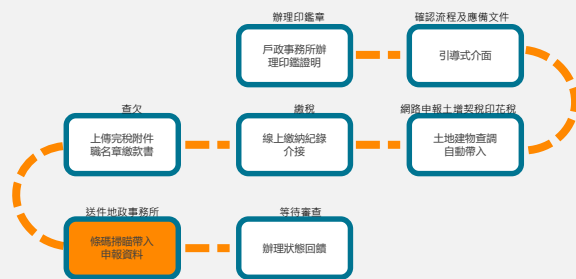 辦理印鑑章
確認流程及應備文件
戶政事務所辦
理印鑑證明
引導式介面
查欠
繳稅
網路申報土增契稅印花稅
上傳完稅附件
職名章繳款書
線上繳納紀錄
介接
土地建物查調
自動帶入
送件地政事務所
等待審查
條碼掃瞄帶入
申報資料
辦理狀態回饋